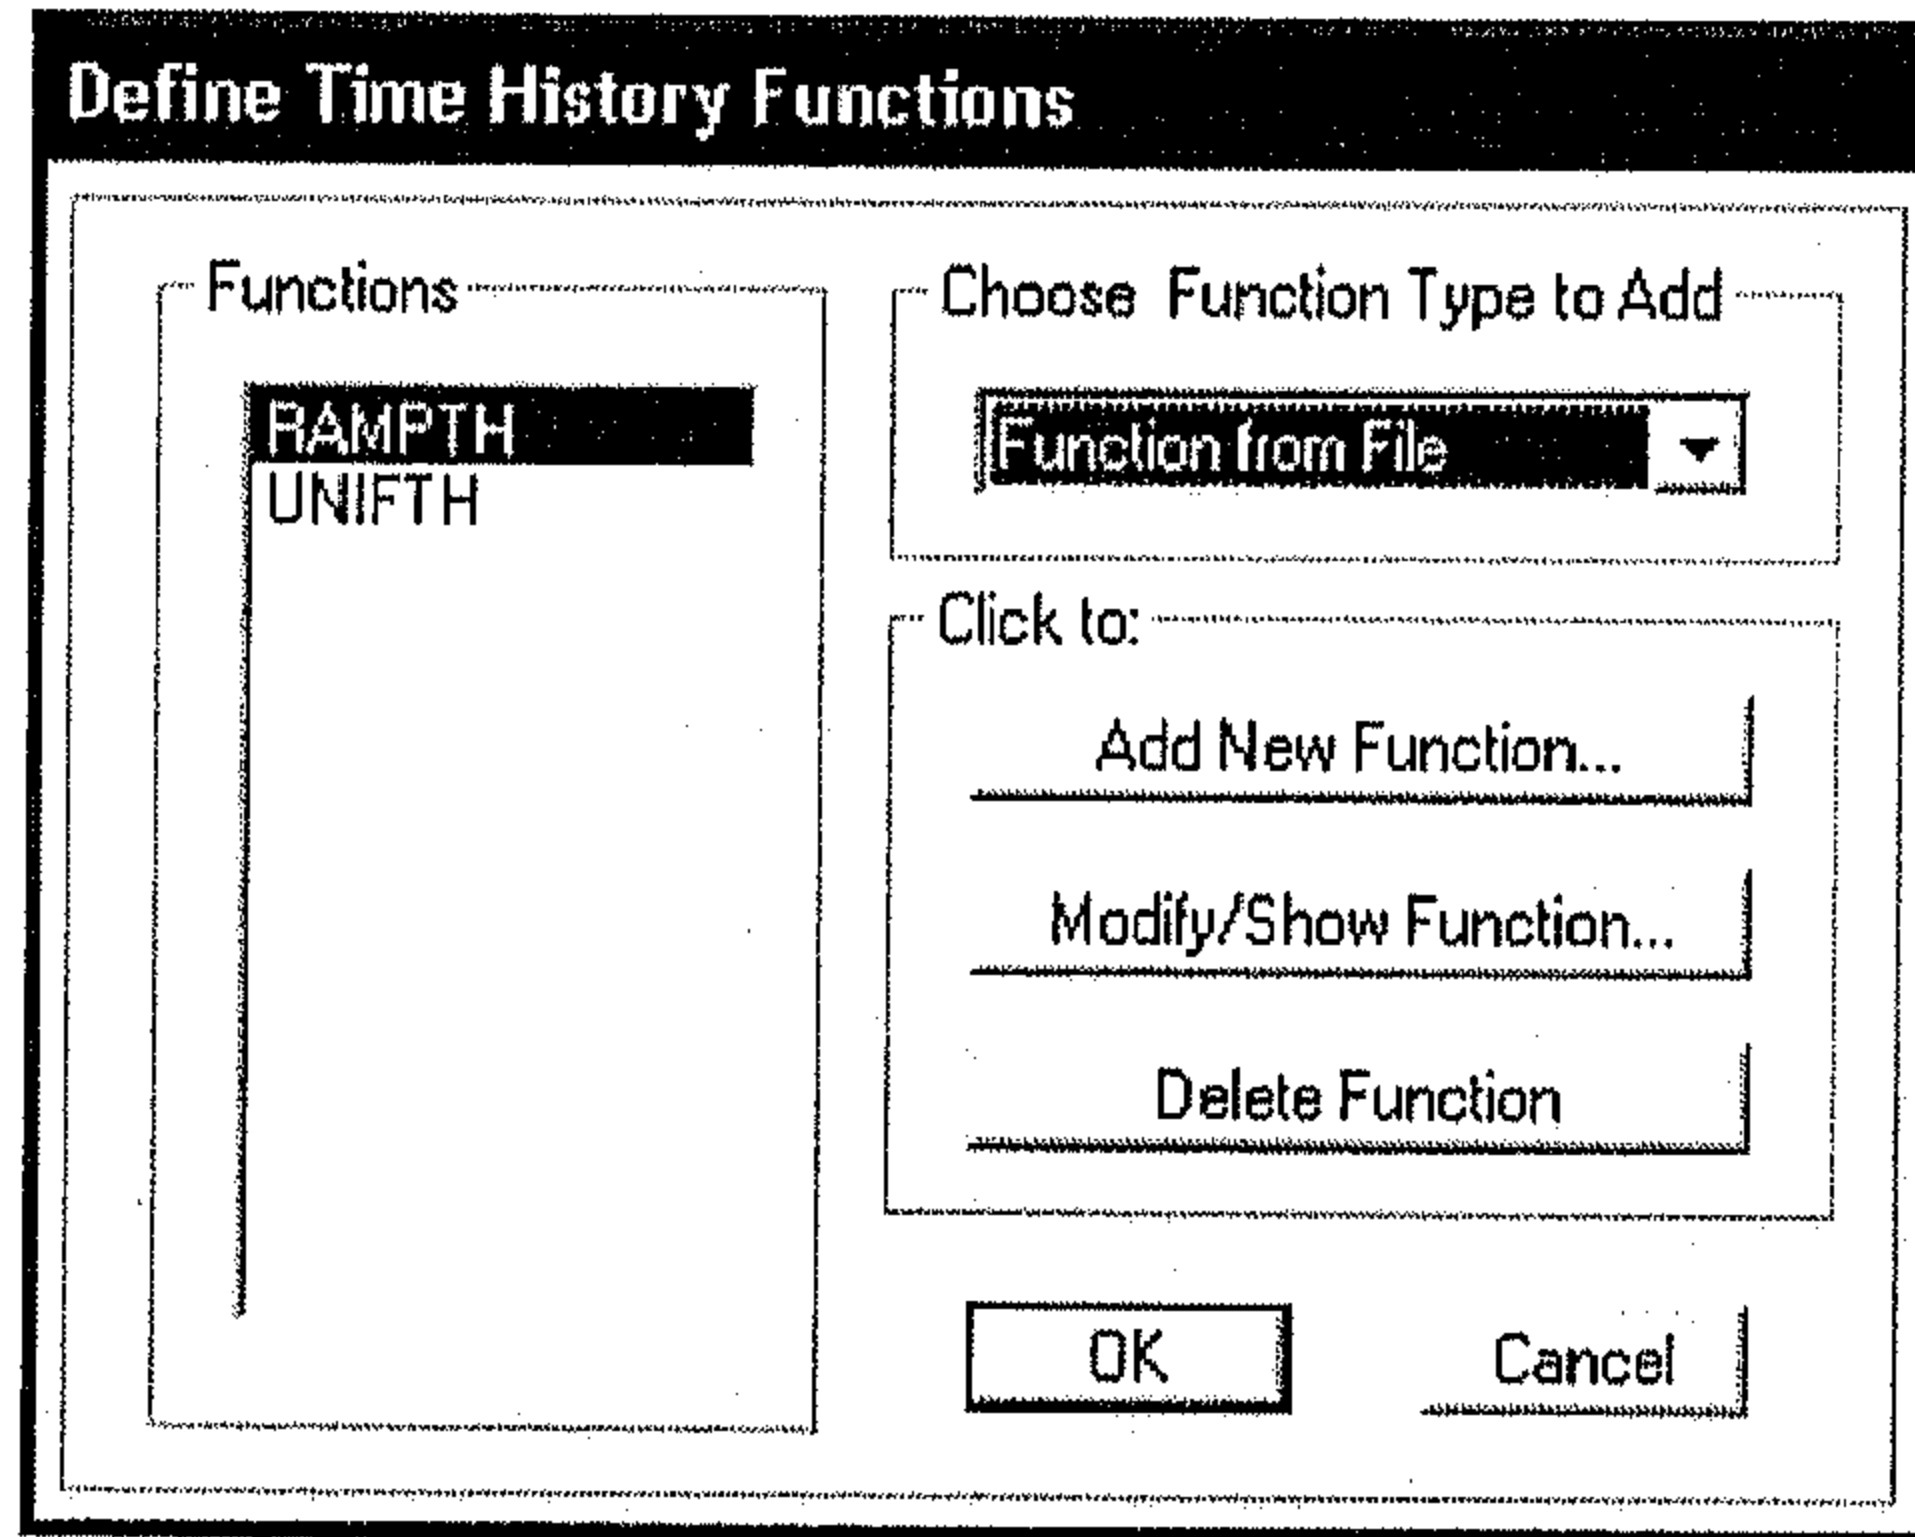 Define Time History Functions
Functions
RAMPTH
UNIFTH
Choose Function Type to Add
Function from File
Click to:
Add New Function...
Modify/Show Function...
Delete Function
OK
Cancel